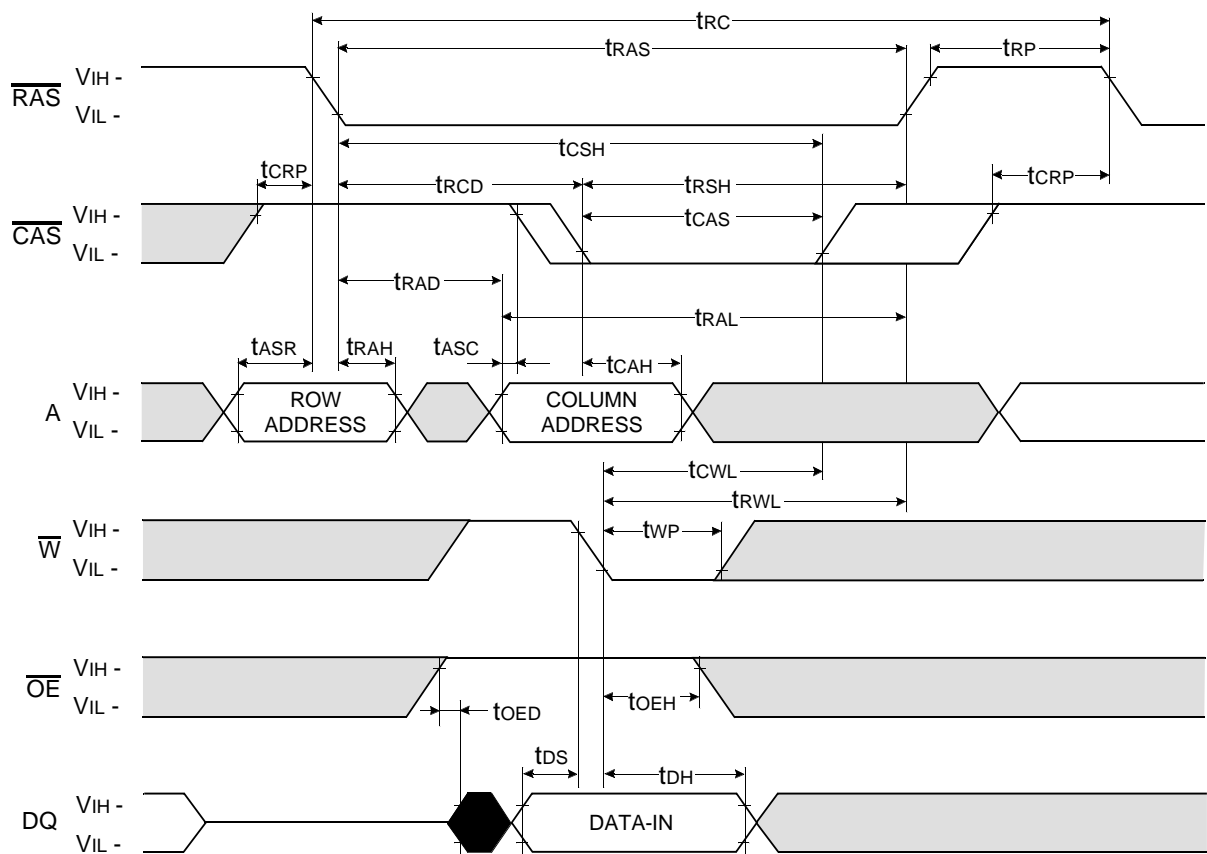 tRC
tRAS
tRP
RAS
VIH -
VIL -
tCSH
tCRP
tRCD
tRSH
tCRP
CAS
VIH -
VIL -
tCAS
tRAD
tRAL
tASR
tRAH
tASC
tCAH
A
VIH -
VIL -
ROW
ADDRESS
COLUMN
ADDRESS
tCWL
tRWL
W
VIH -
VIL -
tWP
OE
VIH -
VIL -
tOEH
tOED
tDS
tDH
DQ
VIH -
VIL -
DATA-IN